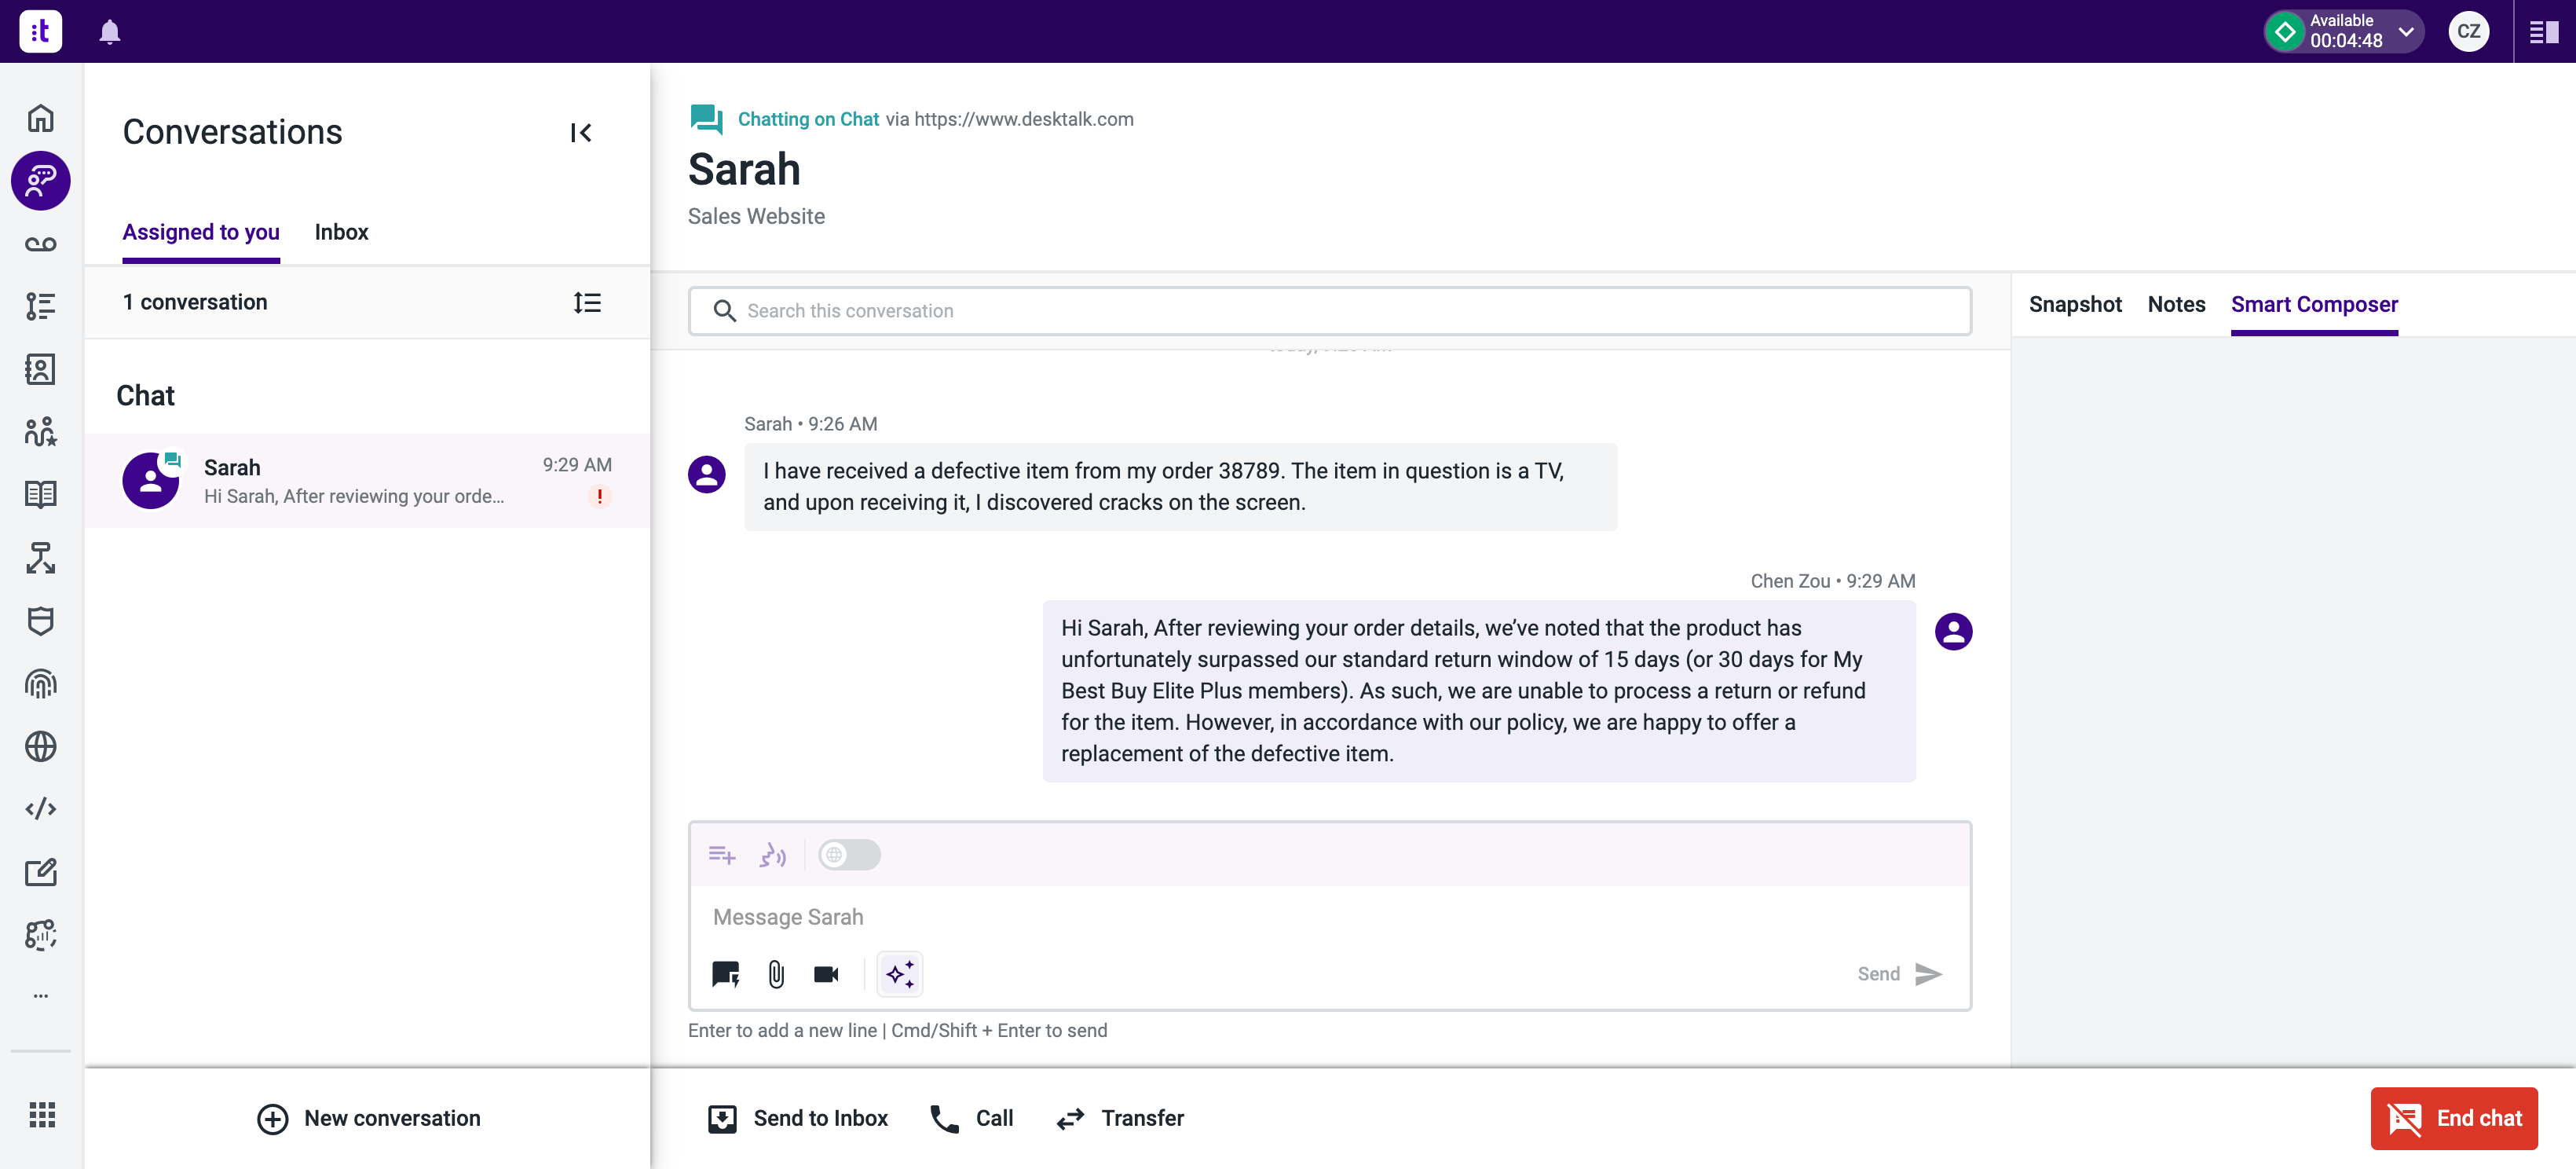 :t
Available
00:04:48
CZ
Conversations
Assigned to you
Inbox
1 conversation
Chat
Sarah
9:29 AM
Hi Sarah, After reviewing your orde...
!
New conversation
Chatting on Chat via https://www.desktalk.com
Sarah
Sales Website
Search this conversation
Sarah • 9:26 AM
I have received a defective item from my order 38789. The item in question is a TV,
and upon receiving it, I discovered cracks on the screen.
Chen Zou • 9:29 AM
Hi Sarah, After reviewing your order details, we’ve noted that the product has
unfortunately surpassed our standard return window of 15 days (or 30 days for My
Best Buy Elite Plus members). As such, we are unable to process a return or refund
for the item. However, in accordance with our policy, we are happy to offer a
replacement of the defective item.
Message Sarah
Send
Enter to add a new line | Cmd/Shift + Enter to send
Send to Inbox
Call
Transfer
End chat
Snapshot
Notes
Smart Composer